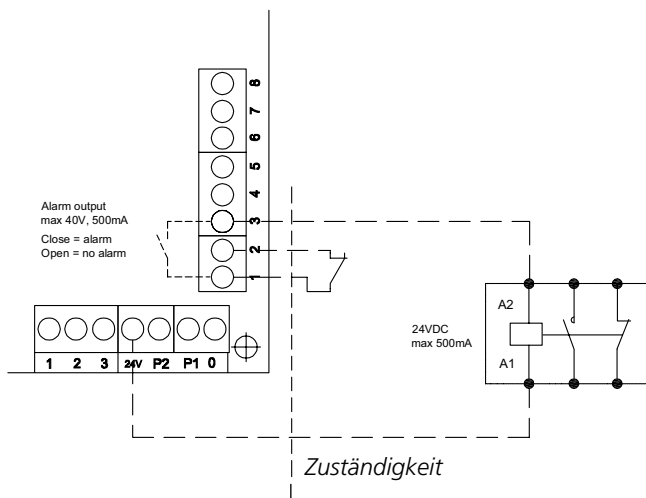 8
7
6
5
4
3
2
1
Alarm output
max 40V, 500mA
Close = alarm
Open = no alarm
24VDC
max 500mA
A2
A1
1 2 3 24V P2 P1 0
Zuständigkeit